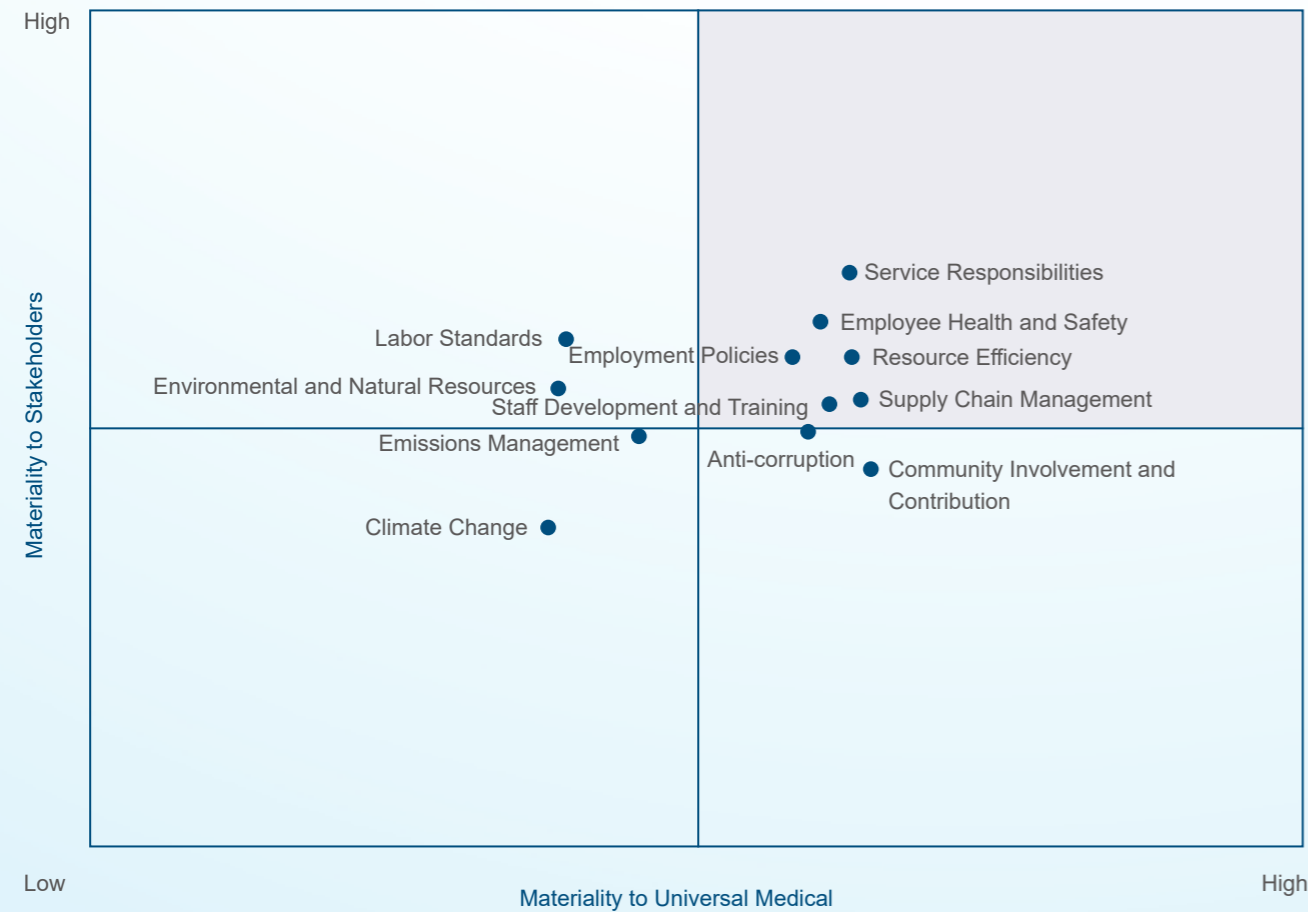 High
Service Responsibilities
Employee Health and Safety
Labor Standards
Employment Policies
Resource Efficiency
Environmental and Natural Resources
Supply Chain Management
Staff Development and Training
Emissions Management
Anti-corruption
Community Involvement and
Contribution
Climate Change
Materiality to Stakeholders
Low
High
Materiality to Universal Medical